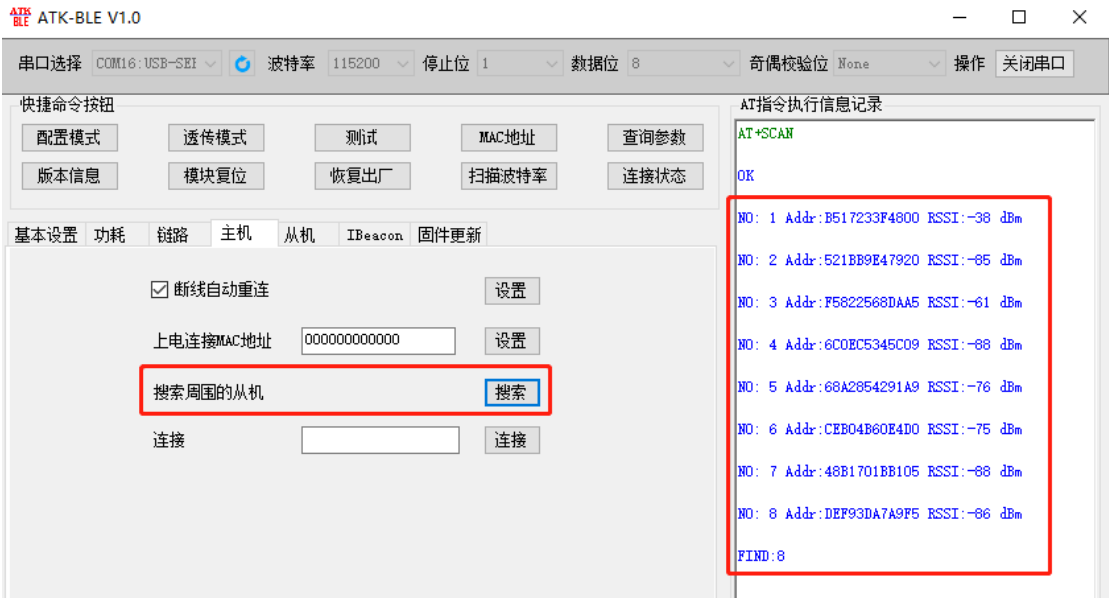 ATK BLE ATK-BLE V1.0
串口选择 COM16:USB-SEI 波特率 115200 停止位 1 数据位 8 奇偶校验位 None 操作 关闭串口
快捷命令按钮
配置模式 透传模式 测试 MAC地址 查询参数
版本信息 模块复位 恢复出厂 扫描波特率 连接状态
基本设置 功耗 链路 主机 从机 IBeacon 固件更新
断线自动重连 设置
上电连接MAC地址 000000000000 设置
搜索周围的从机 搜索
连接 连接
AT指令执行信息记录
AT+SCAN
OK
NO: 1 Addr:B517233F4800 RSSI:-38 dBm
NO: 2 Addr:521BB9E47920 RSSI:-85 dBm
NO: 3 Addr:F5822568DAA5 RSSI:-61 dBm
NO: 4 Addr:6C0EC5345C09 RSSI:-88 dBm
NO: 5 Addr:68A2854291A9 RSSI:-76 dBm
NO: 6 Addr:CEB04B60E4D0 RSSI:-75 dBm
NO: 7 Addr:48B1701BB105 RSSI:-88 dBm
NO: 8 Addr:DEF93DA7A9F5 RSSI:-86 dBm
FIND:8